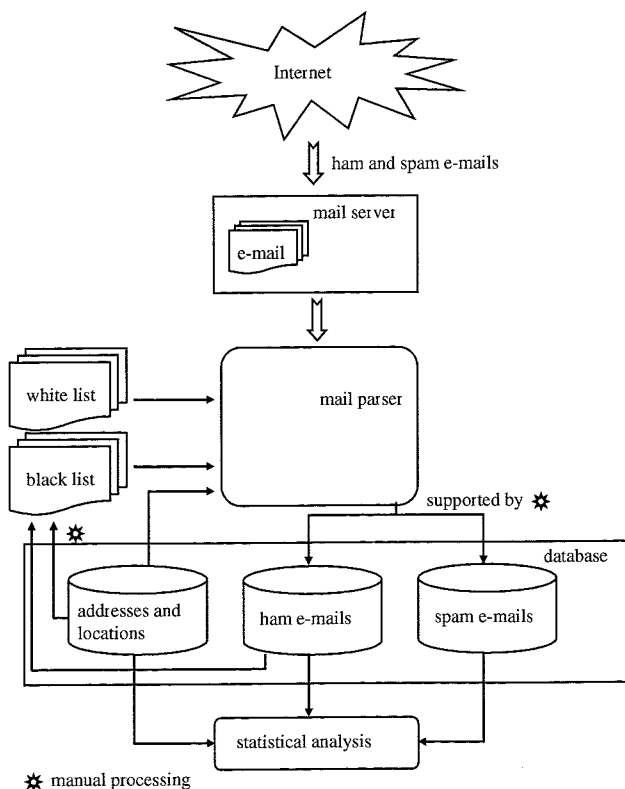 Internet
ham and spam e-mails
mail server
e-mail
white list
mail parser
black list
supported by
database
addresses and
locations
ham e-mails
spam e-mails
statistical analysis
manual processing